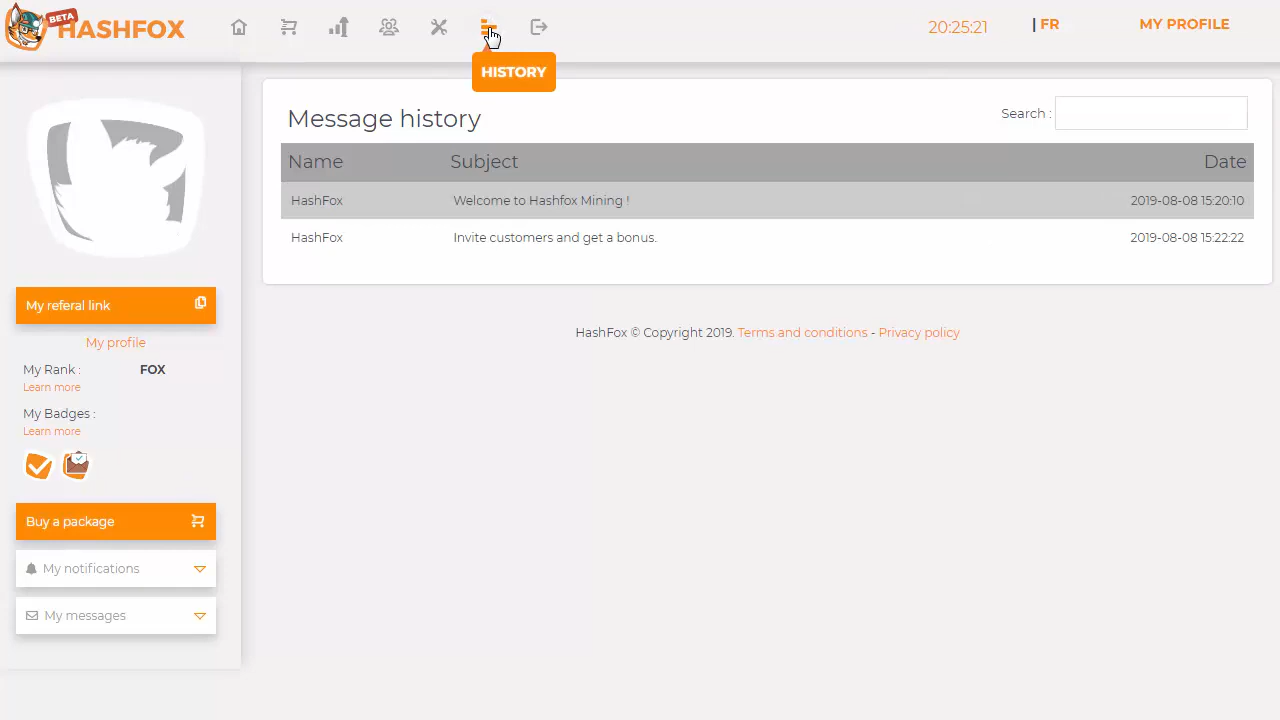 BETA
HASHFOX
20:25:21
| FR
MY PROFILE
HISTORY
Message history
Search :
Name Subject Date
HashFox Welcome to Hashfox Mining ! 2019-08-08 15:20:10
HashFox Invite customers and get a bonus. 2019-08-08 15:22:22
HashFox © Copyright 2019. Terms and conditions - Privacy policy
My referal link
My profile
My Rank : FOX
Learn more
My Badges :
Learn more
Buy a package
My notifications
My messages